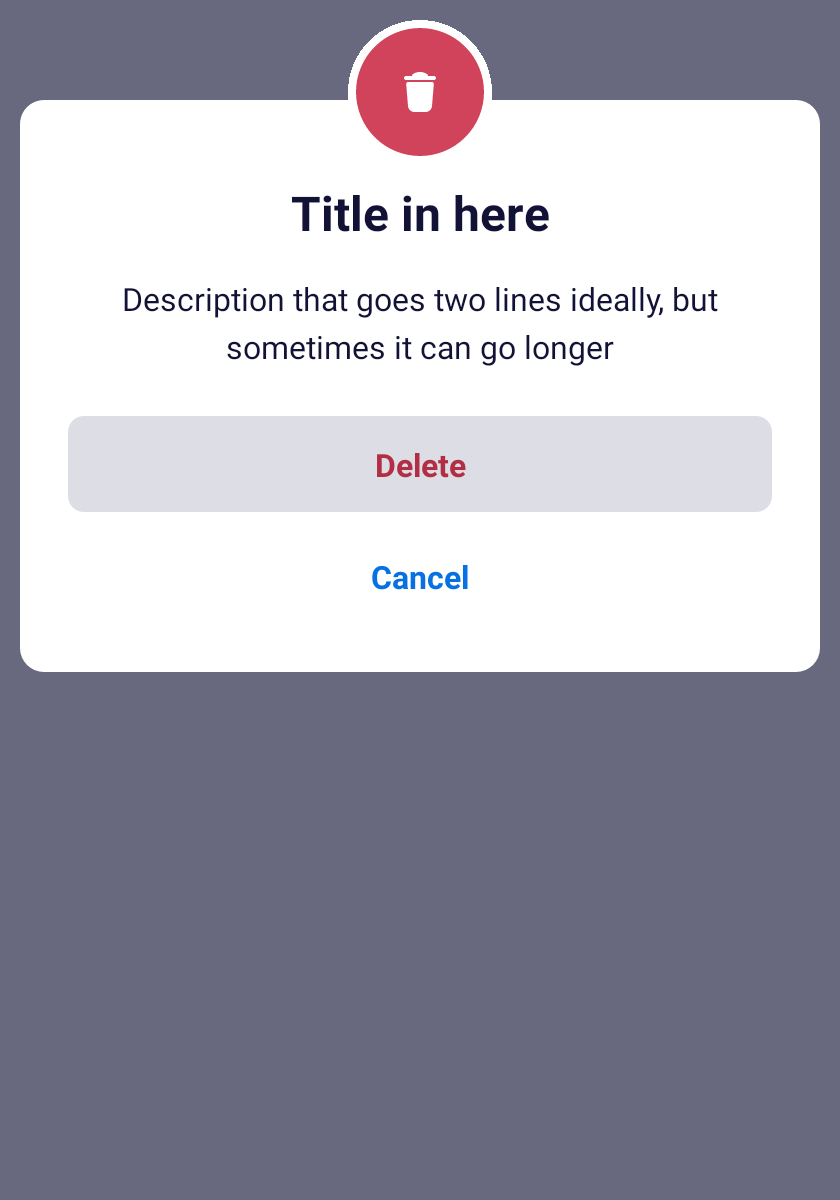 Title in here
Description that goes two lines ideally, but
sometimes it can go longer
Delete
Cancel